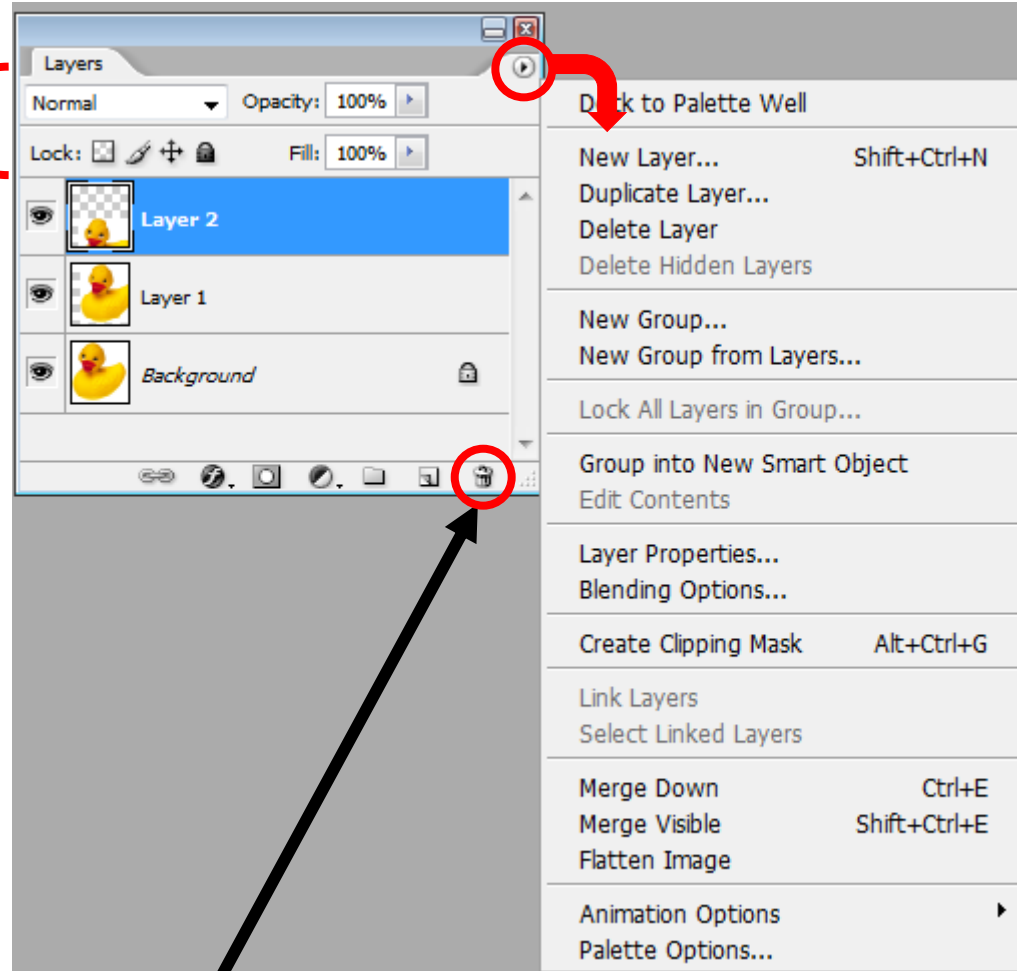 Layers
Normal Opacity: 100%
Lock: Fill: 100%
Layer 2
Layer 1
Background
Dock to Palette Well
New Layer... Shift+Ctrl+N
Duplicate Layer...
Delete Layer
Delete Hidden Layers
New Group...
New Group from Layers...
Lock All Layers in Group...
Group into New Smart Object
Edit Contents
Layer Properties...
Blending Options...
Create Clipping Mask Alt+Ctrl+G
Link Layers
Select Linked Layers
Merge Down Ctrl+E
Merge Visible Shift+Ctrl+E
Flatten Image
Animation Options
Palette Options...